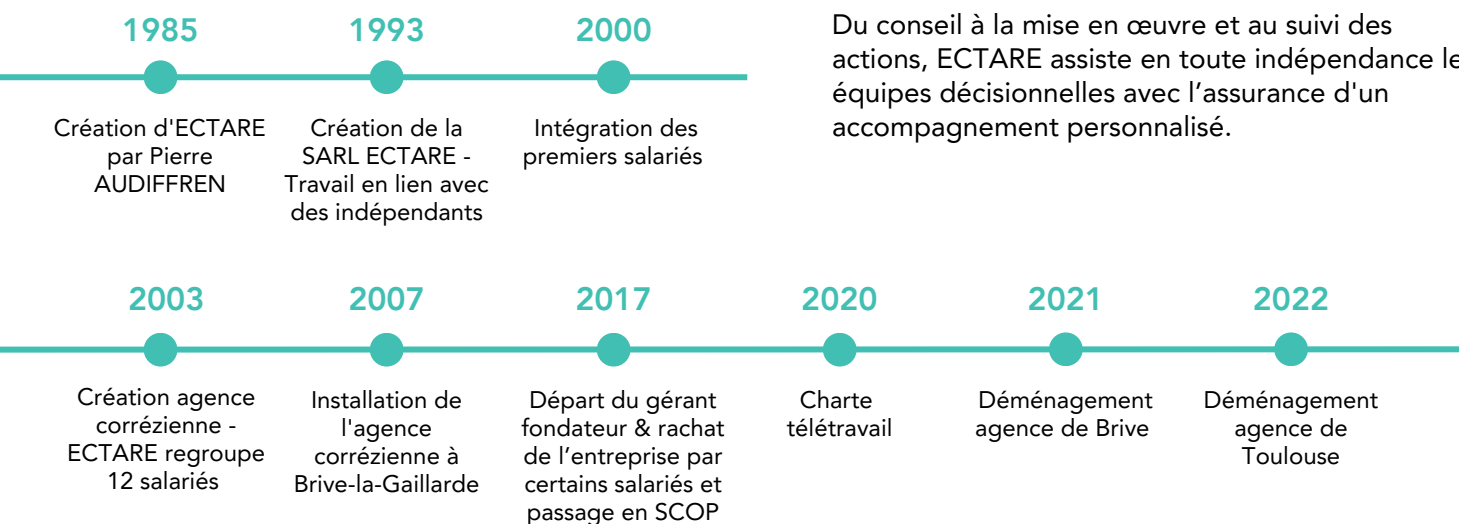 1985
1993
2000
Création d'ECTARE
par Pierre
AUDIFFREN
Création de la
SARL ECTARE -
Travail en lien avec
des indépendants
Intégration des
premiers salariés
Du conseil à la mise en œuvre et au suivi des
actions, ECTARE assiste en toute indépendance le
équipes décisionnelles avec l’assurance d'un
accompagnement personnalisé.
2003
2007
2017
2020
2021
2022
Création agence
corrézienne -
ECTARE regroupe
12 salariés
Installation de
l'agence
corrézienne à
Brive-la-Gaillarde
Départ du gérant
fondateur & rachat
de l’entreprise par
certains salariés et
passage en SCOP
Charte
télétravail
Déménagement
agence de Brive
Déménagement
agence de
Toulouse